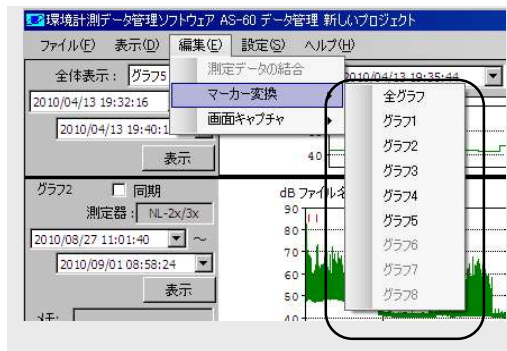 環境計測データ管理ソフトウェア AS-60 データ管理 新しいプロジェクト
ファイル(F) 表示(D) 編集(E) 設定(S) ヘルプ(H)
全体表示： グラフ5
測定データの結合
2010/04/13 19:35:44
2010/04/13 19:32:16
マーカー変換
全グラフ
2010/04/13 19:40:1
画面キャプチャ
グラフ1
表示
40
グラフ2
グラフ3
グラフ2 同期
dB ファイル名
グラフ4
測定器： NL-2x/3x
90
グラフ5
2010/08/27 11:01:40 ～
80
グラフ6
2010/09/01 08:58:24
70
グラフ7
60
表示
50
グラフ8
メモ:
40